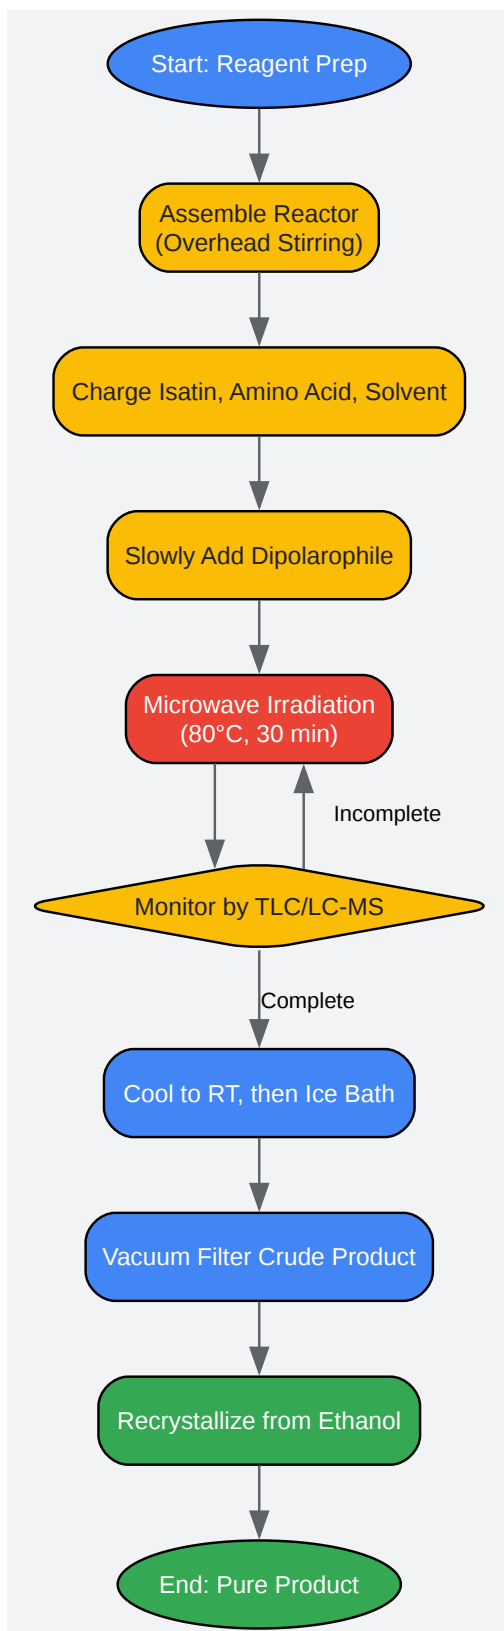 Start: Reagent Prep
Assemble Reactor
(Overhead Stirring)
Charge Isatin, Amino Acid, Solvent
Slowly Add Dipolarophile
Microwave Irradiation
(80°C, 30 min)
Incomplete
Monitor by TLC/LC-MS
Complete
Cool to RT, then Ice Bath
Vacuum Filter Crude Product
Recrystallize from Ethanol
End: Pure Product